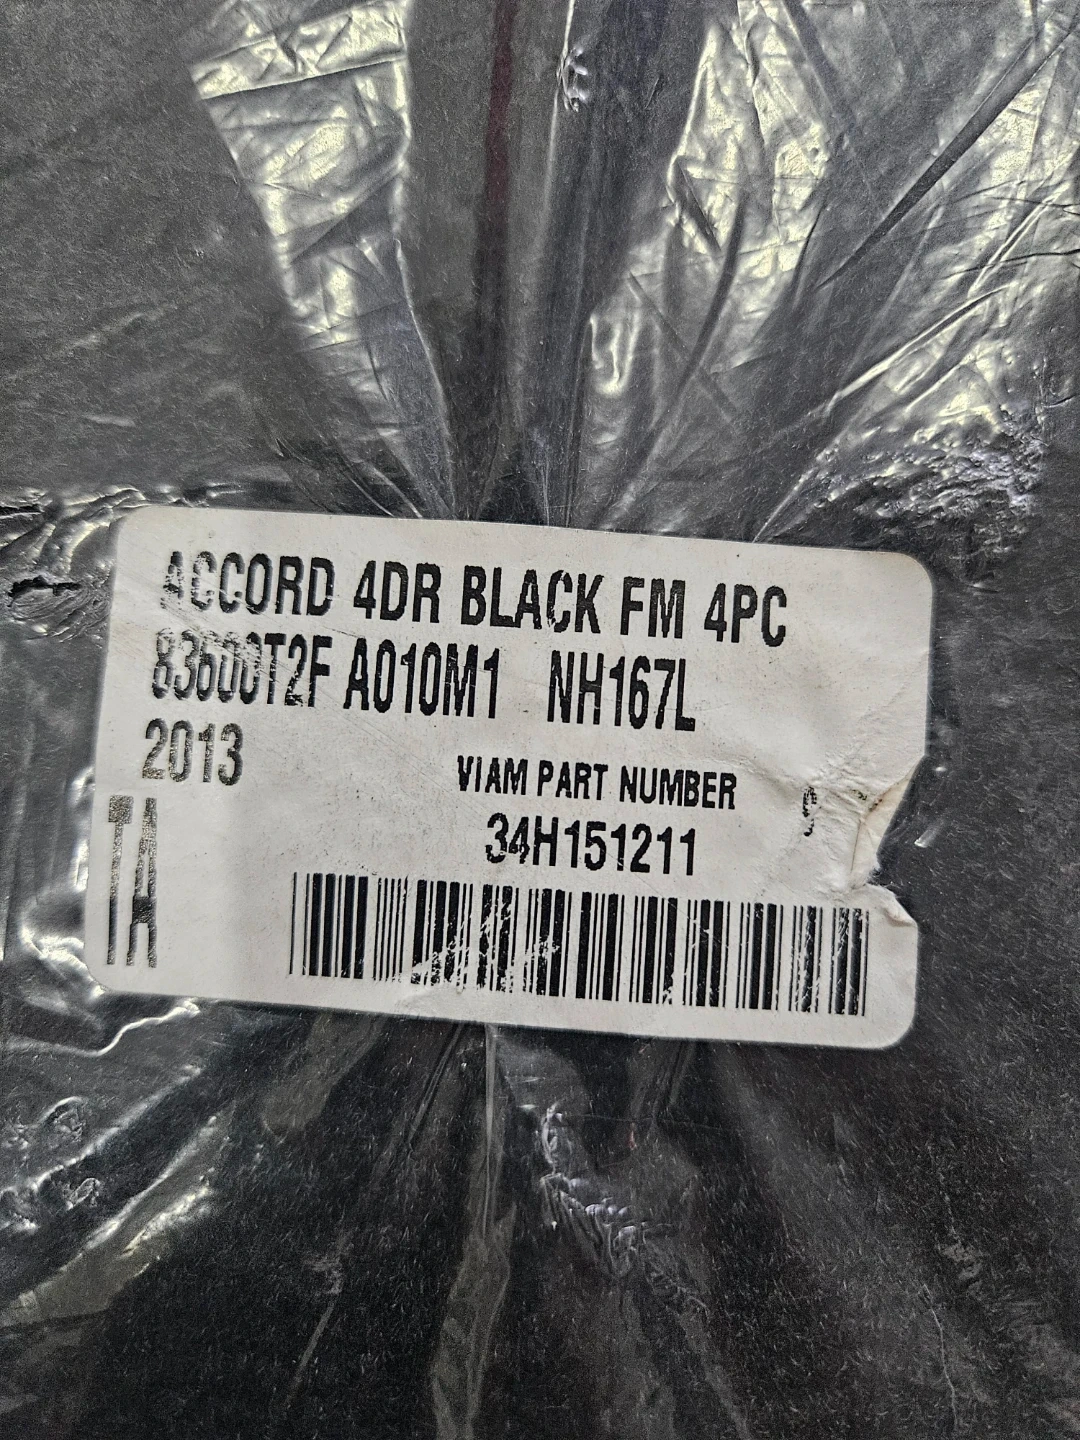 ACCORD 4DR BLACK FM 4PC
83600T2F A010M1 NH167L
2013
VIAM PART NUMBER
34H151211
TA